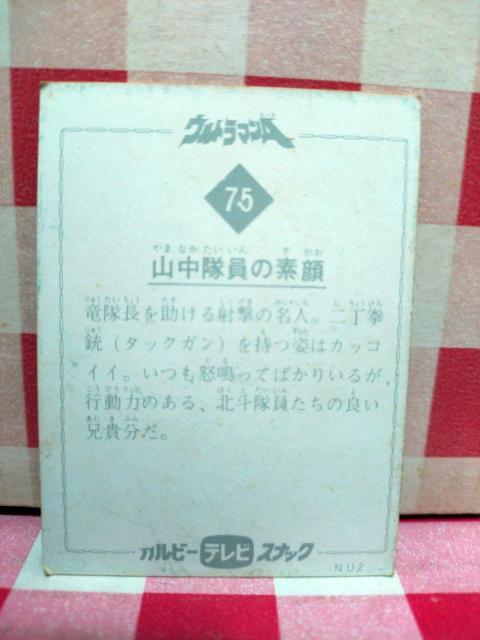 ウルトラマンA
75
山中隊員の素顔
竜隊長を助ける射撃の名人。二丁拳
銃（タックガン）を持つ姿はカッコ
イイ。いつも怒鳴ってばかりいるが、
行動力のある、北斗隊員たちの良い
兄貴分だ。
カルビー テレビ スナック
NU2